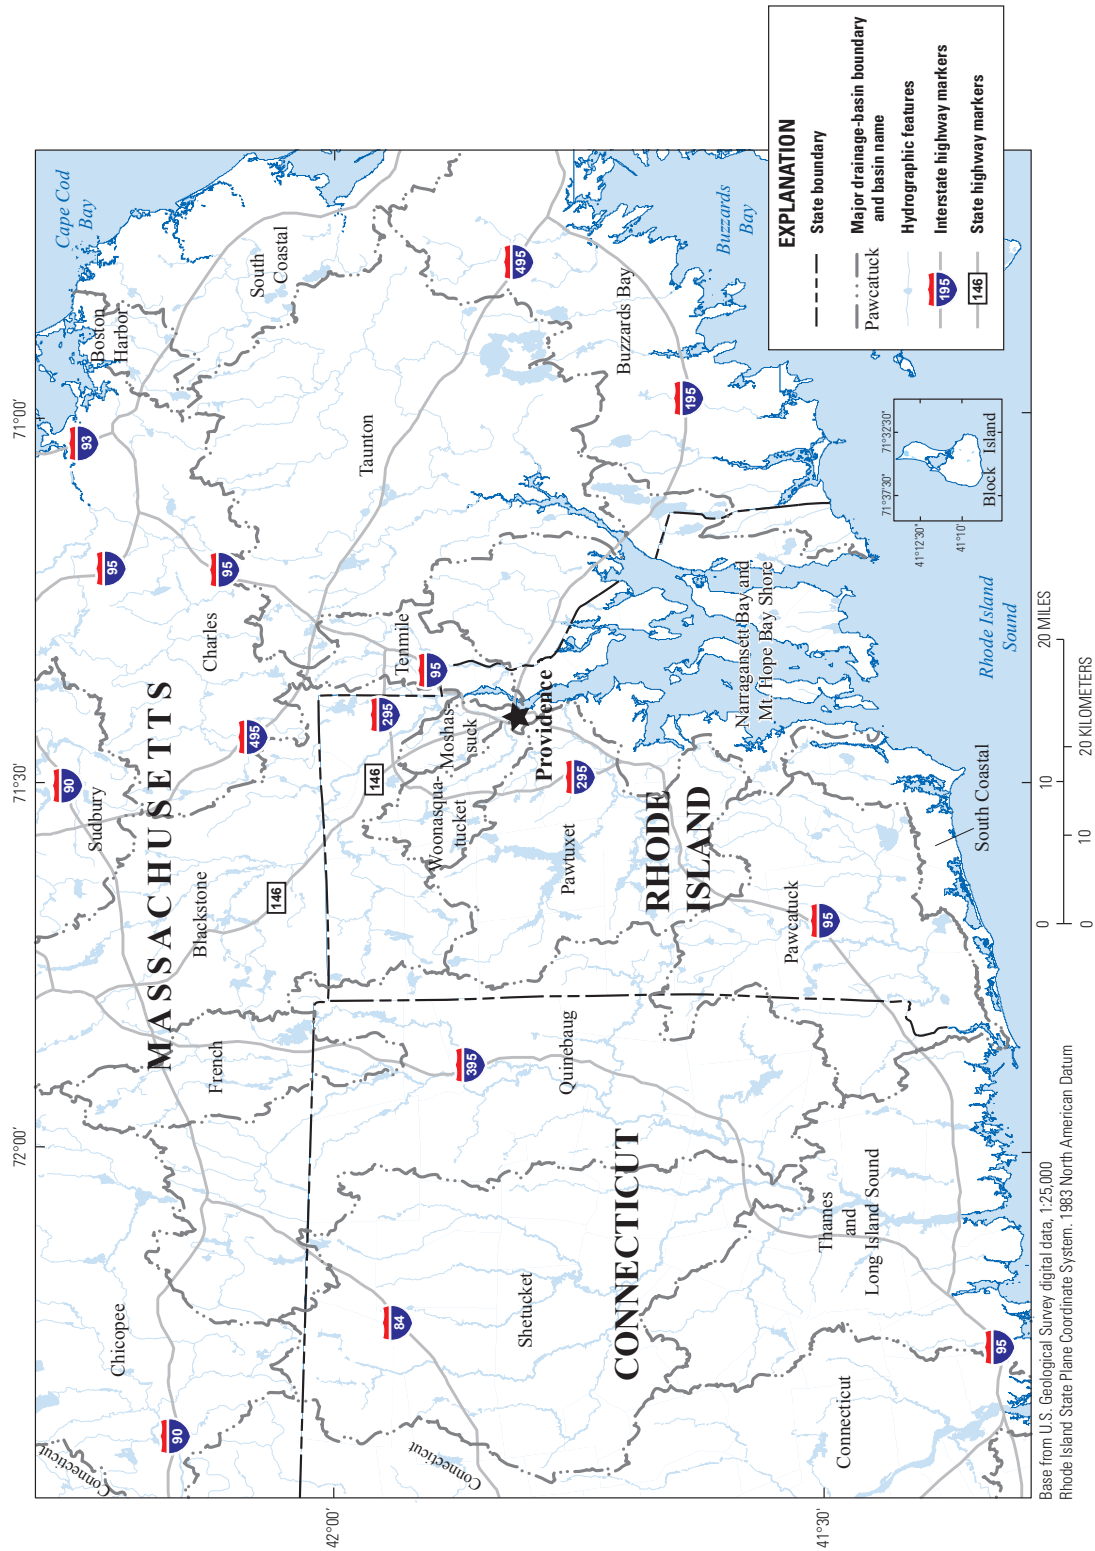 72°00'
71°30'
71°00'
42°00'
41°30'
Connecticut
Chicopee
90
MASSACHUSETTS
Sudbury
90
French
Blackstone
146
495
Charles
95
95
93
Boston
Harbor
Cape Cod
Bay
South
Coastal
Taunton
495
Connecticut
84
Shetucket
CONNECTICUT
395
Quinebaug
146
295
Tenmile
95
Woonasqua-
tucket
Moshas-
suck
Providence
295
Pawtuxet
RHODE
ISLAND
Buzzards Bay
195
Buzzards
Bay
Narragansett Bay and
Mt. Hope Bay Shore
Connecticut
Thames
and
Long Island Sound
Pawcatuck
95
95
South Coastal
Rhode Island
Sound
71°37'30"
71°32'30"
41°12'30"
41°10'
Block Island
EXPLANATION
State boundary
Major drainage-basin boundary
and basin name
Pawcatuck
Hydrographic features
Interstate highway markers
195
State highway markers
146
Base from U.S. Geological Survey digital data, 1:25,000
Rhode Island State Plane Coordinate System. 1983 North American Datum
0
10
20 MILES
0
10
20 KILOMETERS